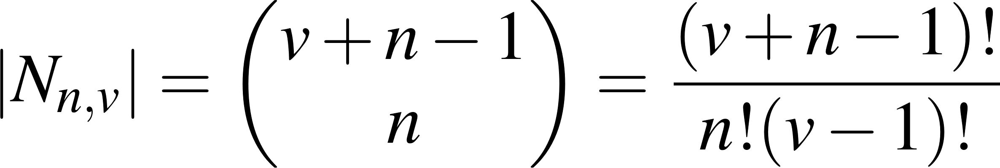 |N_{n,v}| = \binom{v+n-1}{n} = \frac{(v+n-1)!}{n!(v-1)!}